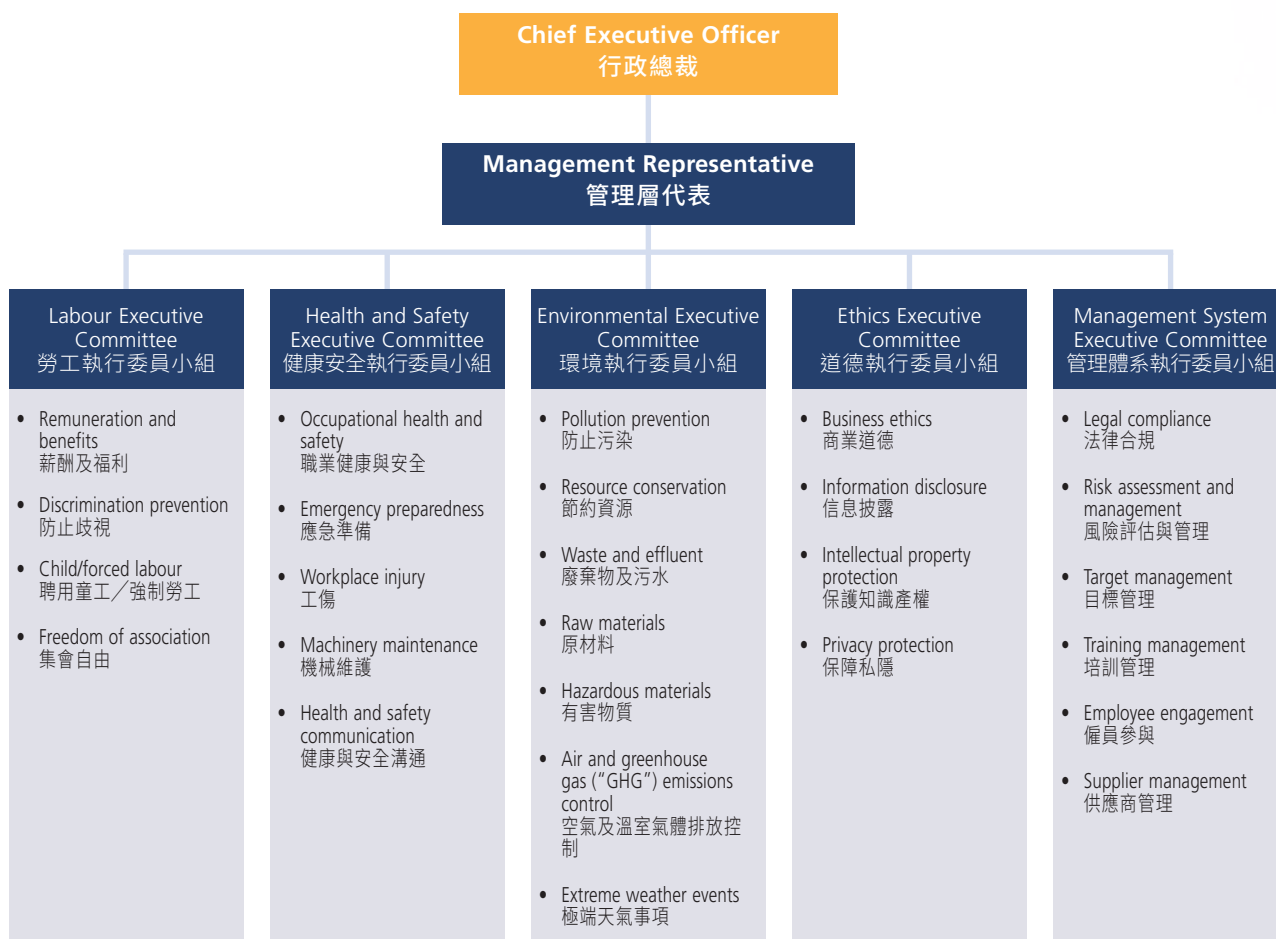 Chief Executive Officer
行政總裁
Management Representative
管理層代表
Labour Executive
Committee
勞工執行委員小組
• Remuneration and
benefits
薪酬及福利
• Discrimination prevention
防止歧視
• Child/forced labour
聘用童工／強制勞工
• Freedom of association
集會自由
Health and Safety
Executive Committee
健康安全執行委員小組
• Occupational health and
safety
職業健康與安全
• Emergency preparedness
應急準備
• Workplace injury
工傷
• Machinery maintenance
機械維護
• Health and safety
communication
健康與安全溝通
Environmental Executive
Committee
環境執行委員小組
• Pollution prevention
防止污染
• Resource conservation
節約資源
• Waste and effluent
廢棄物及污水
• Raw materials
原材料
• Hazardous materials
有害物質
• Air and greenhouse
gas (“GHG”) emissions
control
空氣及溫室氣體排放控
制
• Extreme weather events
極端天氣事項
Ethics Executive
Committee
道德執行委員小組
• Business ethics
商業道德
• Information disclosure
信息披露
• Intellectual property
protection
保護知識產權
• Privacy protection
保障私隱
Management System
Executive Committee
管理體系執行委員小組
• Legal compliance
法律合規
• Risk assessment and
management
風險評估與管理
• Target management
目標管理
• Training management
培訓管理
• Employee engagement
僱員參與
• Supplier management
供應商管理